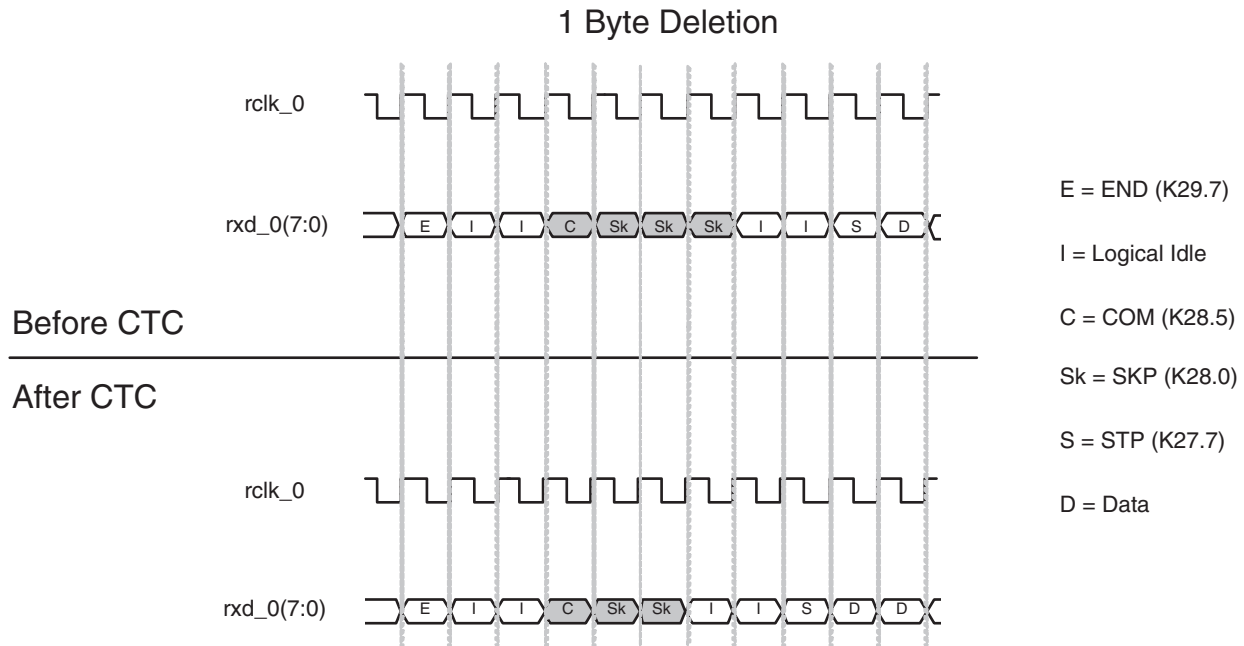 1 Byte Deletion
rclk_0
rxd_0(7:0)
E I I C Sk Sk Sk I I S D
Before CTC
After CTC
rclk_0
rxd_0(7:0)
E I I C Sk Sk I I S D D
E = END (K29.7)
I = Logical Idle
C = COM (K28.5)
Sk = SKP (K28.0)
S = STP (K27.7)
D = Data